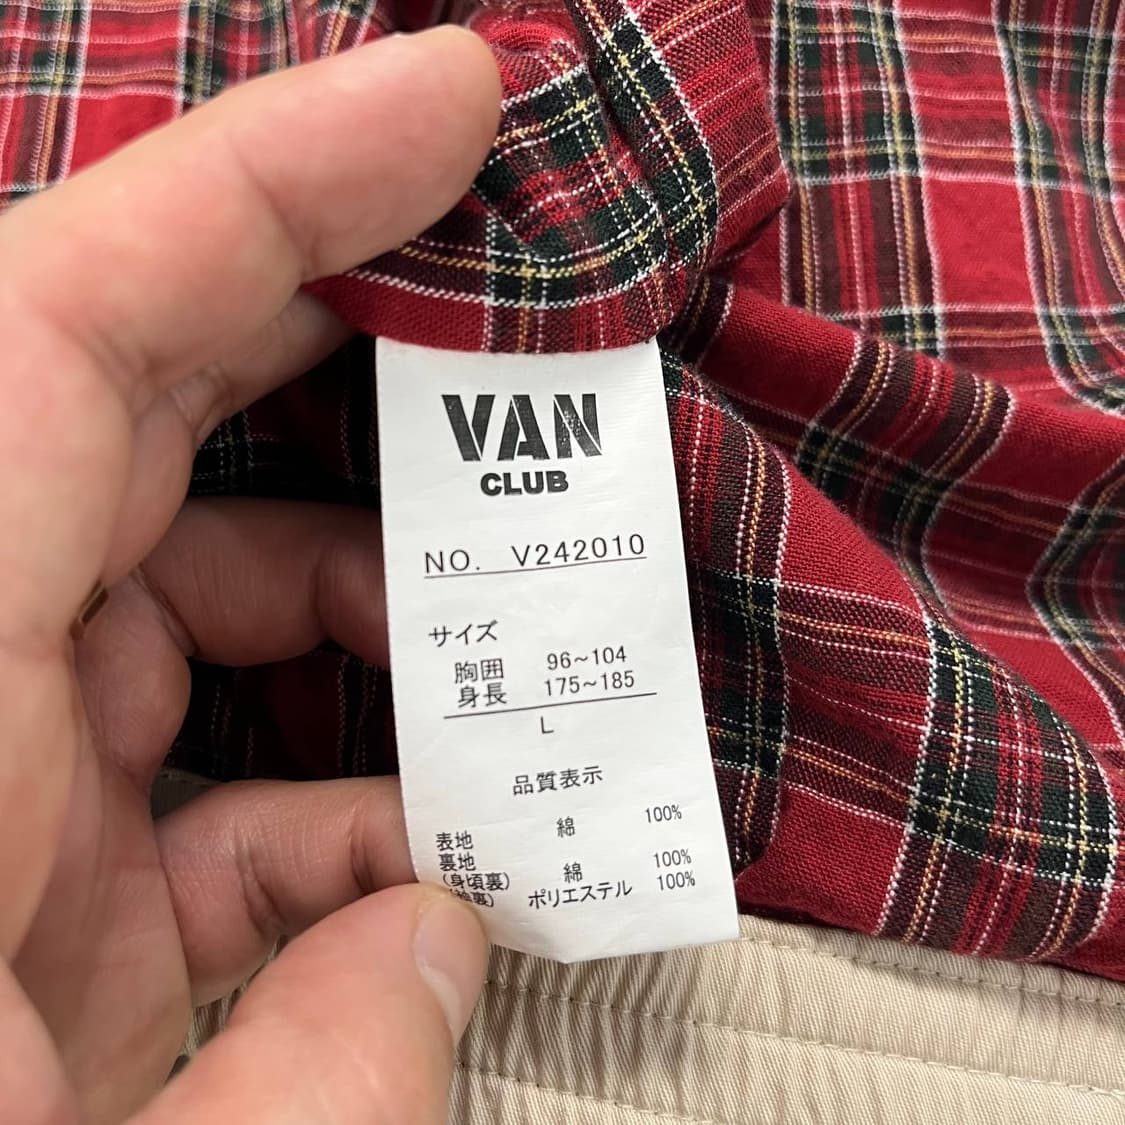 VAN
CLUB
NO. V242010
サイズ
胸囲 96~104
身長 175~185
L
品質表示
表地 綿 100%
裏地
(身頃裏) 綿 100%
裏) ポリエステル 100%